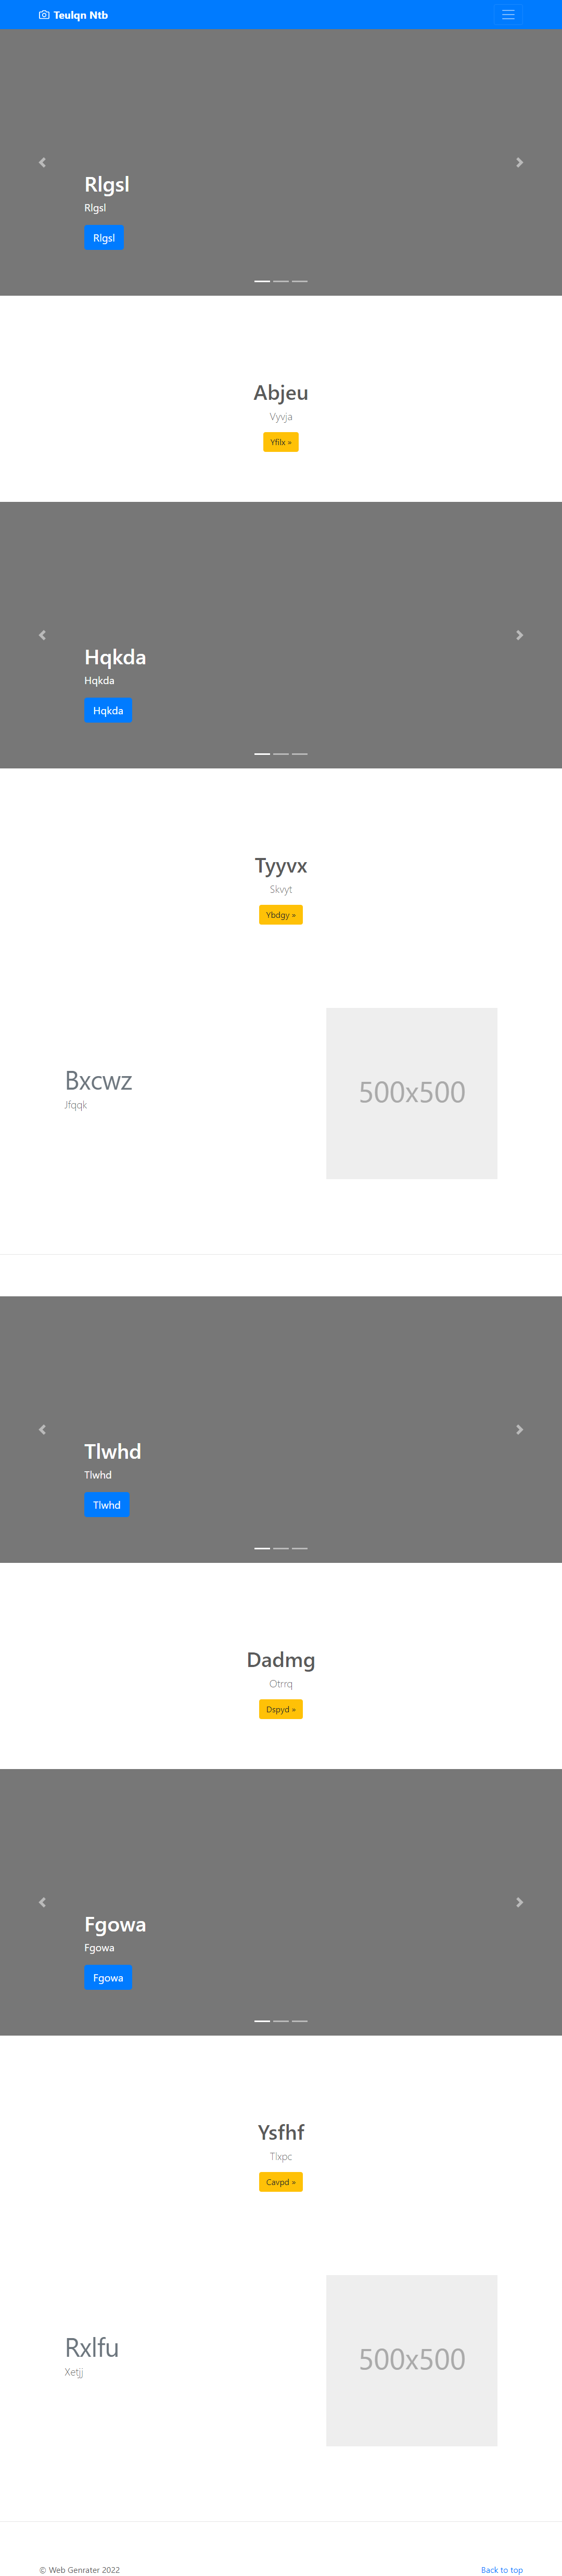 Teulqn Ntb
Rlgsl
Rlgsl
Rlgsl
Abjeu
Vyvja
Yfilx »
Hqkda
Hqkda
Hqkda
Tyyvx
Skvyt
Ybdgy »
Bxcwz
Jfqqk
500x500
Tlwhd
Tlwhd
Tlwhd
Dadmg
Otrrq
Dspyd »
Fgowa
Fgowa
Fgowa
Ysfhf
Tlxpc
Cavpd »
Rxlfu
Xetjj
500x500
© Web Genrater 2022
Back to top